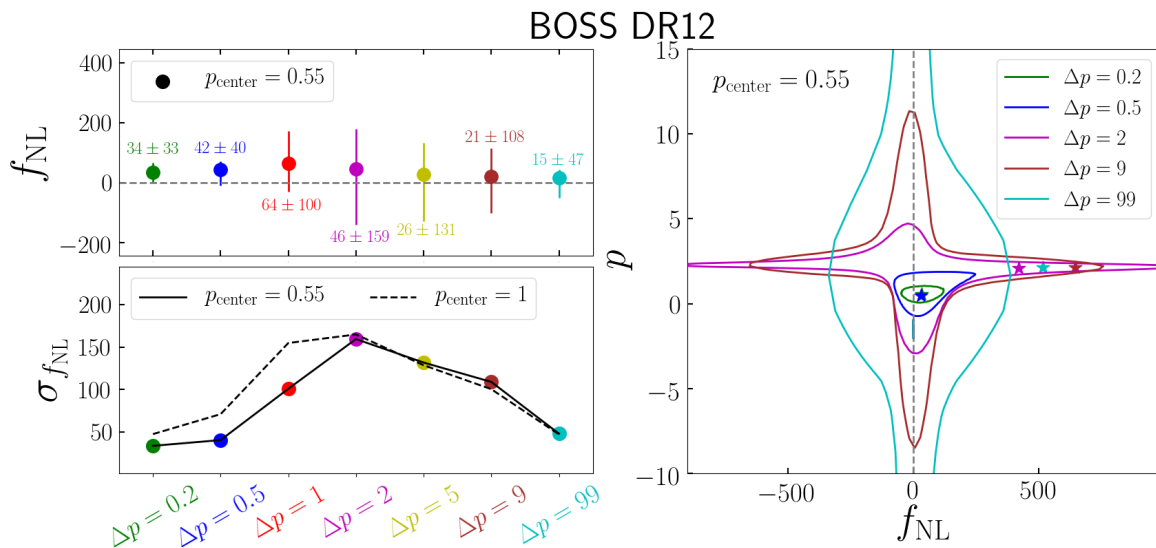 BOSS DR12
400
200
0
−200
f_NL
p_center = 0.55
34 ± 33
42 ± 40
64 ± 100
46 ± 159
26 ± 131
21 ± 108
15 ± 47
200
150
100
50
σ_f_NL
p_center = 0.55
p_center = 1
Δp = 0.2
Δp = 0.5
Δp = 1
Δp = 2
Δp = 5
Δp = 9
Δp = 99
15
10
5
0
−5
−10
p
p_center = 0.55
Δp = 0.2
Δp = 0.5
Δp = 2
Δp = 9
Δp = 99
−500
0
500
f_NL